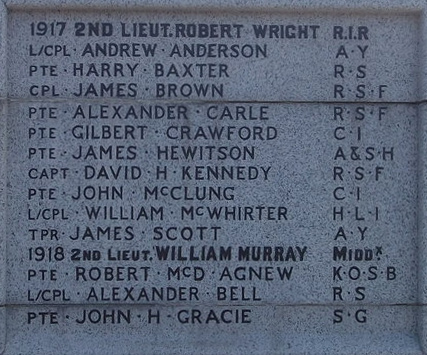 1917 2ND LIEUT. ROBERT WRIGHT R.I.R
L/CPL · ANDREW · ANDERSON A·Y
PTE · HARRY · BAXTER R·S
CPL · JAMES · BROWN R·S·F
PTE · ALEXANDER · CARLE R·S·F
PTE · GILBERT · CRAWFORD C·I
PTE · JAMES · HEWITSON A&S·H
CAPT · DAVID · H · KENNEDY R·S·F
PTE · JOHN · McCLUNG C·I
L/CPL · WILLIAM · McWHIRTER H·L·I
TPR · JAMES · SCOTT A·Y
1918 2ND LIEUT. WILLIAM MURRAY MIDDX
PTE · ROBERT · McD · AGNEW K·O·S·B
L/CPL · ALEXANDER · BELL R·S
PTE · JOHN · H · GRACIE S·G